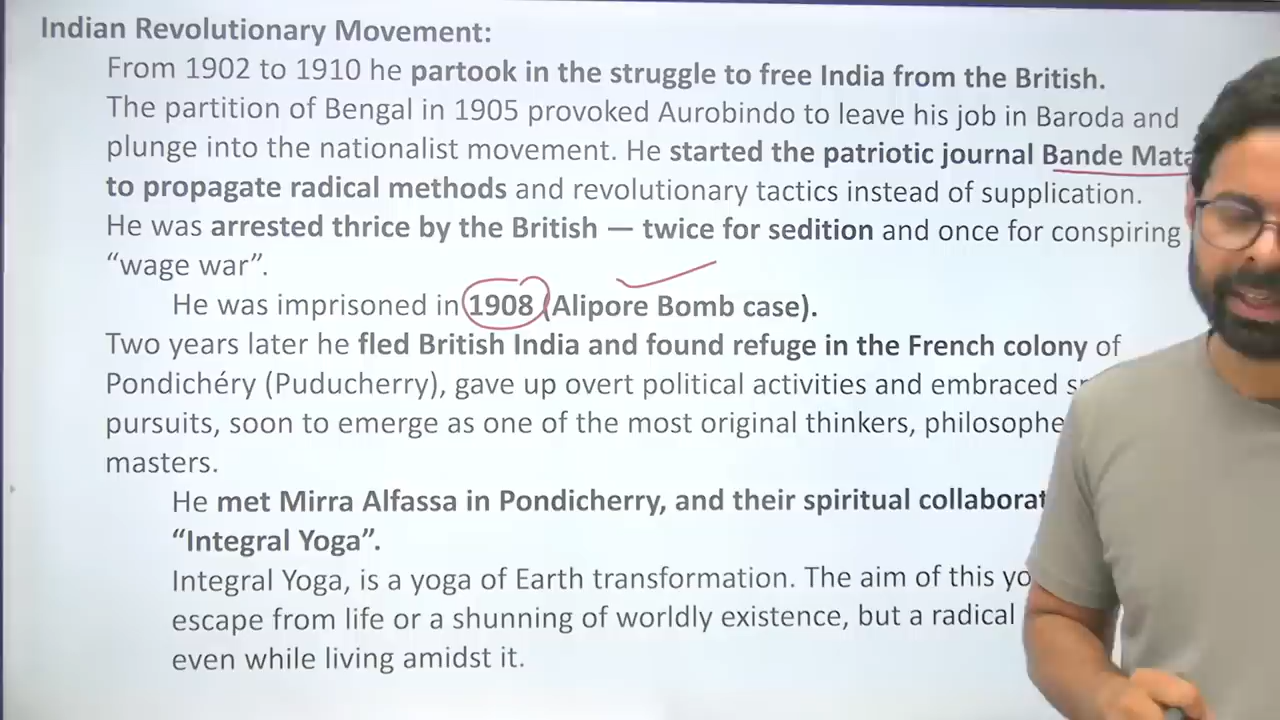 Indian Revolutionary Movement:
From 1902 to 1910 he partook in the struggle to free India from the British.
The partition of Bengal in 1905 provoked Aurobindo to leave his job in Baroda and
plunge into the nationalist movement. He started the patriotic journal Bande
to propagate radical methods and revolutionary tactics instead of supplication.
He was arrested thrice by the British — twice for sedition and once for conspiring
“wage war”.
He was imprisoned in 1908 (Alipore Bomb case).
Two years later he fled British India and found refuge in the French colony of
Pondichéry (Puducherry), gave up overt political activities and embraced
pursuits, soon to emerge as one of the most original thinkers,
masters.
He met Mirra Alfassa in Pondicherry, and their spiritual
“Integral Yoga”.
Integral Yoga, is a yoga of Earth transformation. The aim of this
escape from life or a shunning of worldly existence, but a radical
even while living amidst it.